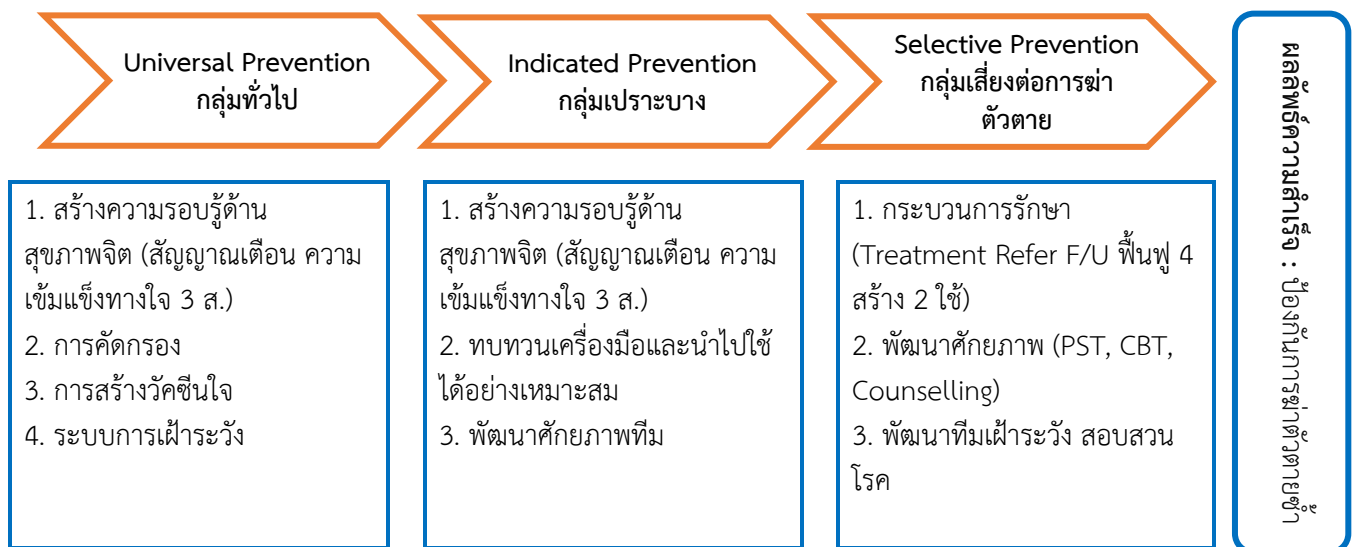 Universal Prevention
กลุ่มทั่วไป
Indicated Prevention
กลุ่มเปราะบาง
Selective Prevention
กลุ่มเสี่ยงต่อการฆ่า
ตัวตาย
1. สร้างความรอบรู้ด้าน
สุขภาพจิต (สัญญาณเตือน ความ
เข้มแข็งทางใจ 3 ส.)
2. การคัดกรอง
3. การสร้างวัคซีนใจ
4. ระบบการเฝ้าระวัง
1. สร้างความรอบรู้ด้าน
สุขภาพจิต (สัญญาณเตือน ความ
เข้มแข็งทางใจ 3 ส.)
2. ทบทวนเครื่องมือและนำไปใช้
ได้อย่างเหมาะสม
3. พัฒนาศักยภาพทีม
1. กระบวนการรักษา
(Treatment Refer F/U ฟื้นฟู 4
สร้าง 2 ใช้)
2. พัฒนาศักยภาพ (PST, CBT,
Counselling)
3. พัฒนาทีมเฝ้าระวัง สอบสวน
โรค
ผลลัพธ์ความสำเร็จ : ป้องกันการฆ่าตัวตายซ้ำ